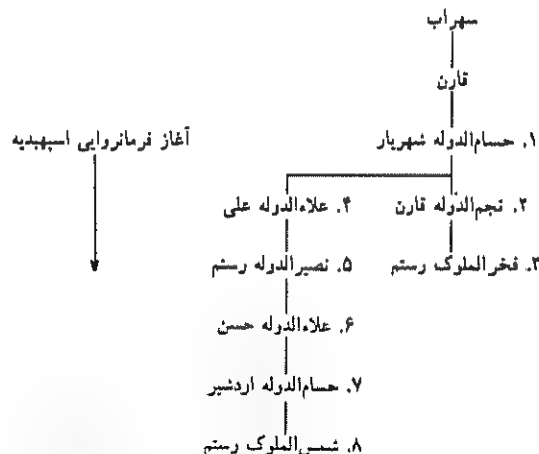 سهراب
قارن
۱. حسام‌الدوله شهریار
آغاز فرمانروایی اسپهبدیه
۲. نجم‌الدوله قارن
۴. علاءالدوله علی
۳. فخرالملوک رستم
۵. نصیرالدوله رستم
۶. علاءالدوله حسن
۷. حسام‌الدوله اردشیر
۸. شمس‌الملوک رستم